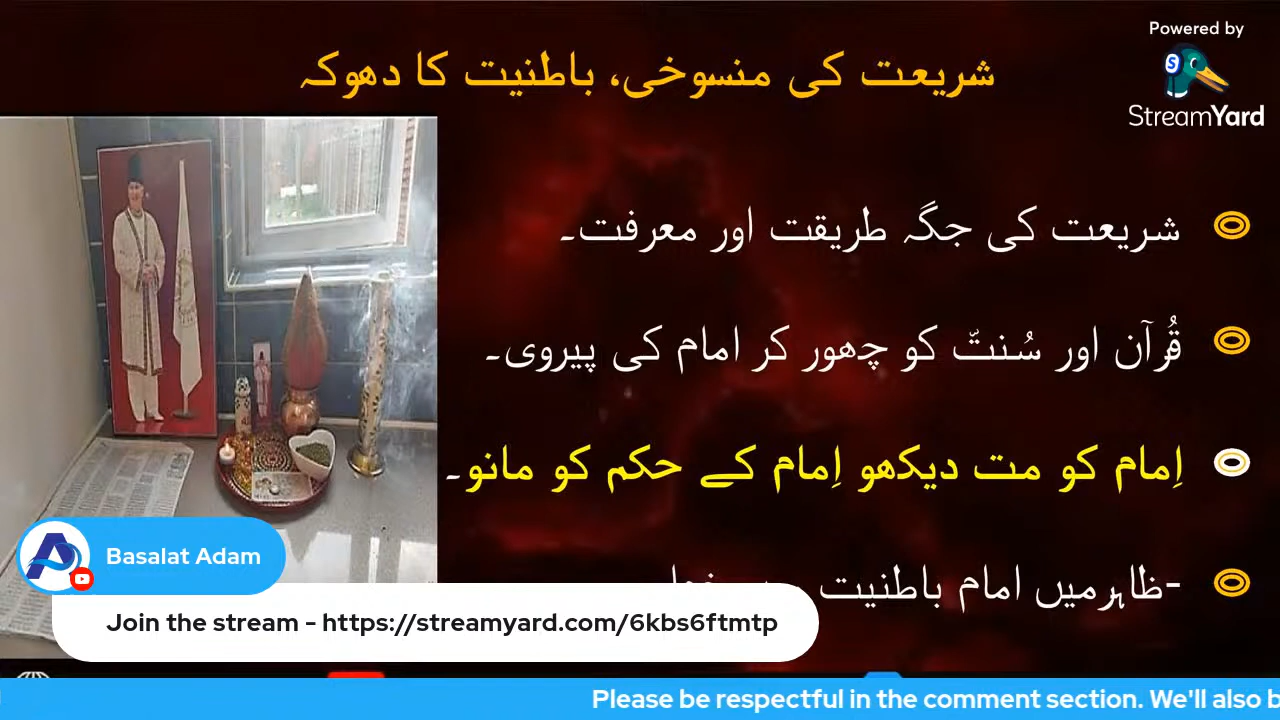 Powered by
StreamYard
شریعت کی منسوخی، باطنیت کا دھوکہ
شریعت کی جگہ طریقت اور معرفت۔
قُرآن اور سُنتّ کو چھور کر امام کی پیروی۔
اِمام کو مت دیکھو اِمام کے حکم کو مانو۔
-ظاہرمیں امام باطنیت
Basalat Adam
Join the stream - https://streamyard.com/6kbs6ftmtp
Please be respectful in the comment section. We'll also b